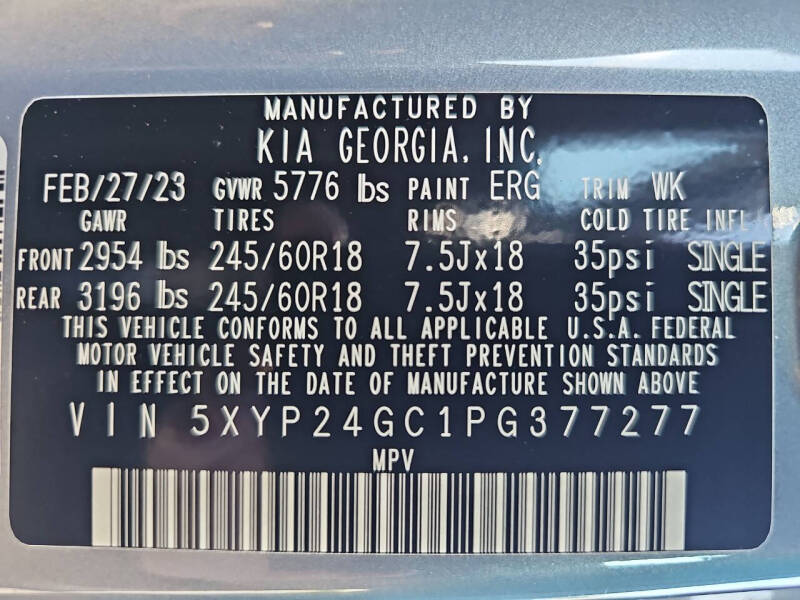 MANUFACTURED BY
KIA GEORGIA, INC.
FEB/27/23 GVWR 5776 lbs PAINT ERG TRIM WK
GAWR TIRES RIMS COLD TIRE INFL
FRONT 2954 lbs 245/60R18 7.5Jx18 35psi SINGLE
REAR 3196 lbs 245/60R18 7.5Jx18 35psi SINGLE
THIS VEHICLE CONFORMS TO ALL APPLICABLE U.S.A. FEDERAL
MOTOR VEHICLE SAFETY AND THEFT PREVENTION STANDARDS
IN EFFECT ON THE DATE OF MANUFACTURE SHOWN ABOVE
VIN 5XYP24GC1PG377277
MPV